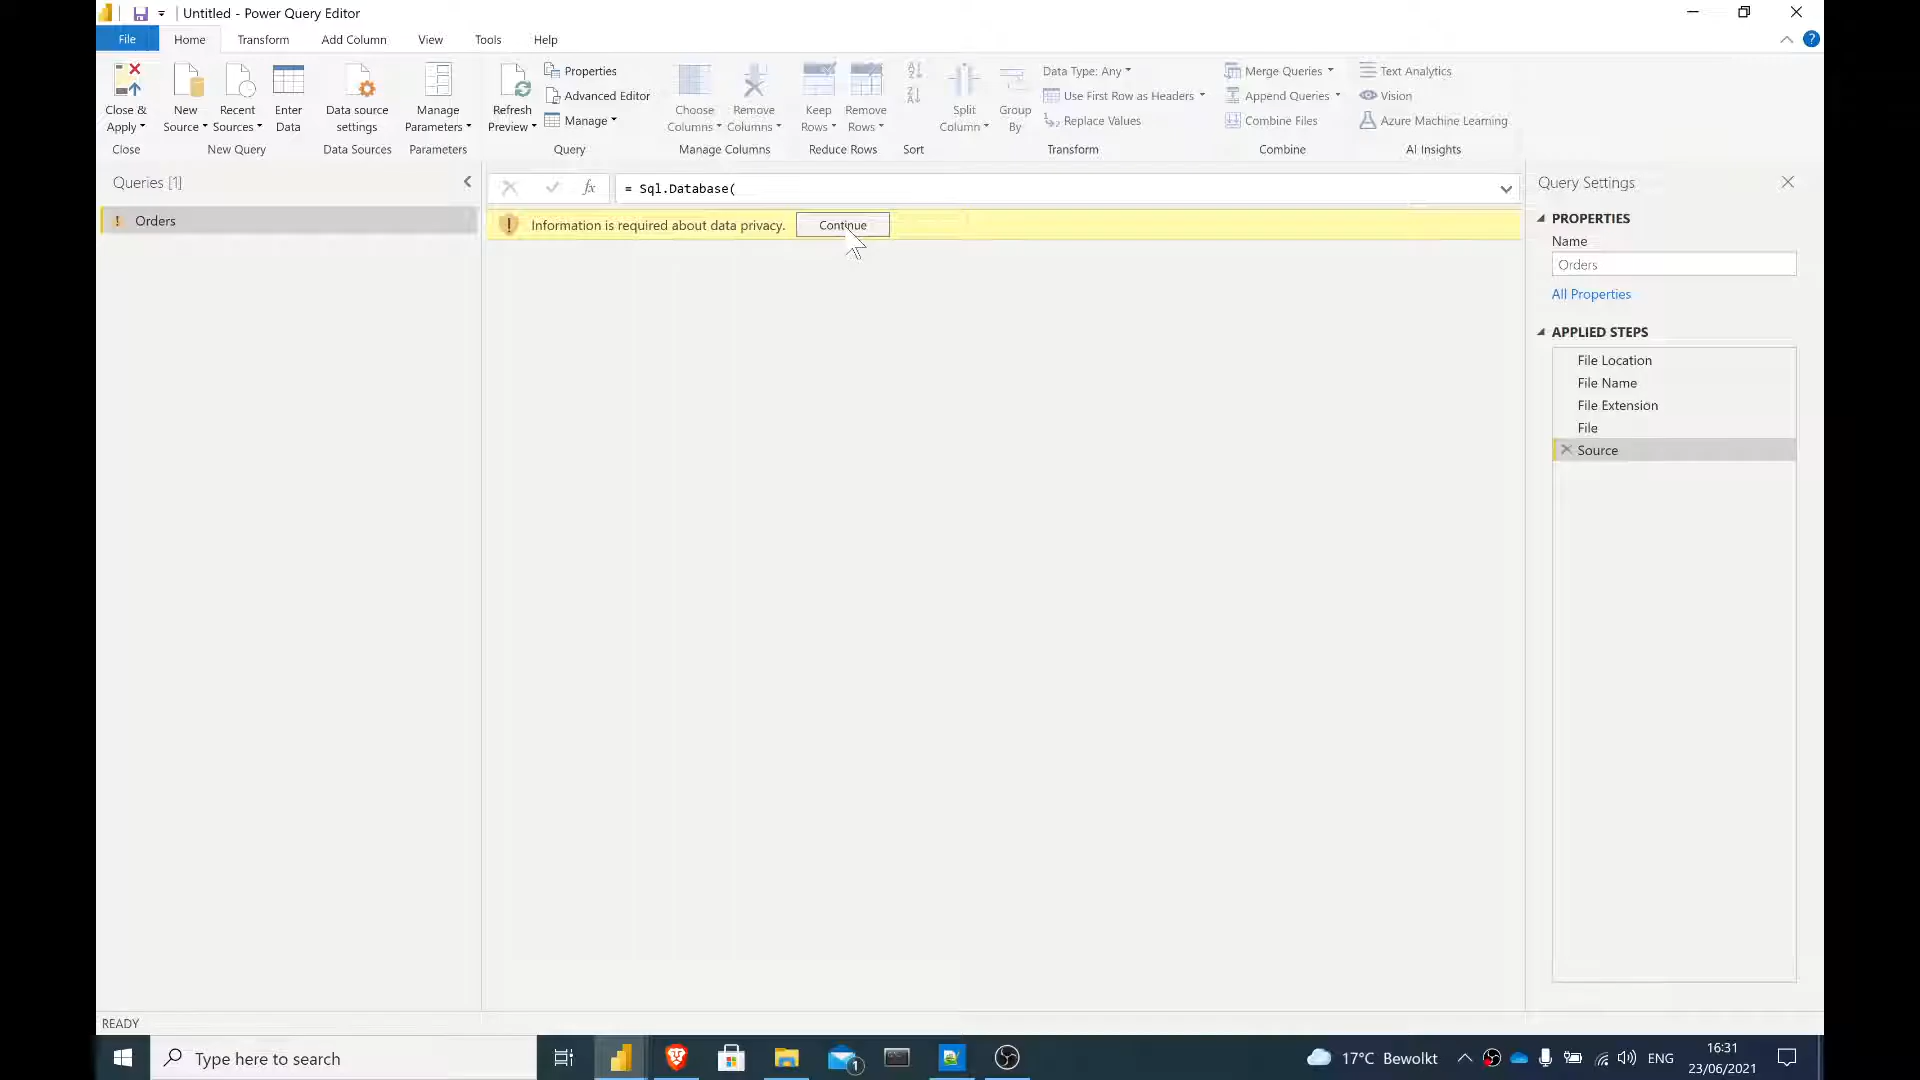 Untitled - Power Query Editor
File
Home
Transform
Add Column
View
Tools
Help
Close &
Apply
New
Source
Recent
Sources
Enter
Data
Data source
settings
Manage
Parameters
Refresh
Preview
Properties
Advanced Editor
Manage
Choose
Columns
Remove
Columns
Keep
Rows
Remove
Rows
Split
Column
Group
By
Data Type: Any
Use First Row as Headers
Replace Values
Merge Queries
Append Queries
Combine Files
Text Analytics
Vision
Azure Machine Learning
Close
New Query
Data Sources
Parameters
Query
Manage Columns
Reduce Rows
Sort
Transform
Combine
AI Insights
Queries [1]
Orders
fx
= Sql.Database(
Information is required about data privacy.
Continue
Query Settings
PROPERTIES
Name
Orders
All Properties
APPLIED STEPS
File Location
File Name
File Extension
File
Source
READY
Type here to search
1
17°C Bewolkt
ENG
16:31
23/06/2021